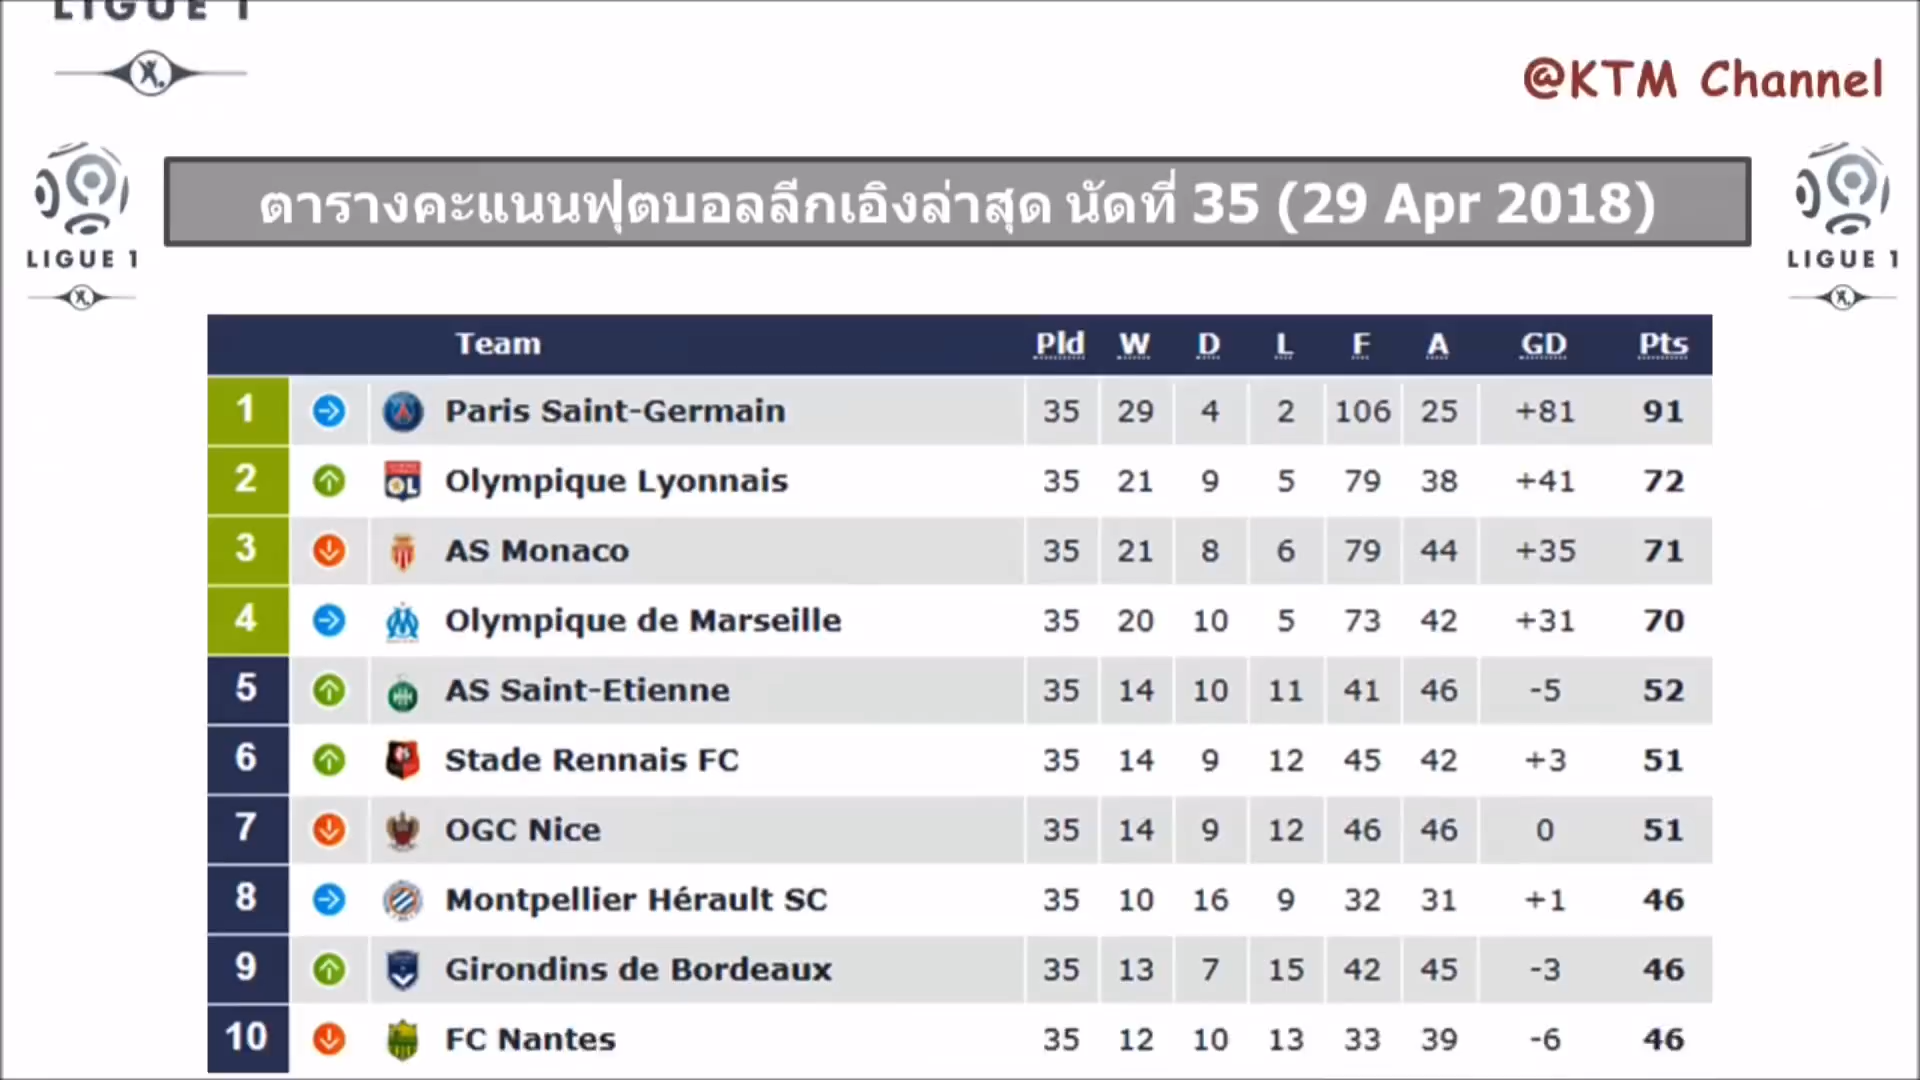 LIGUE 1
@KTM Channel
LIGUE 1
ตารางคะแนนฟุตบอลลีกเอิงล่าสุด นัดที่ 35 (29 Apr 2018)
LIGUE 1
Team Pld W D L F A GD Pts
1 Paris Saint-Germain 35 29 4 2 106 25 +81 91
2 Olympique Lyonnais 35 21 9 5 79 38 +41 72
3 AS Monaco 35 21 8 6 79 44 +35 71
4 Olympique de Marseille 35 20 10 5 73 42 +31 70
5 AS Saint-Etienne 35 14 10 11 41 46 -5 52
6 Stade Rennais FC 35 14 9 12 45 42 +3 51
7 OGC Nice 35 14 9 12 46 46 0 51
8 Montpellier Hérault SC 35 10 16 9 32 31 +1 46
9 Girondins de Bordeaux 35 13 7 15 42 45 -3 46
10 FC Nantes 35 12 10 13 33 39 -6 46